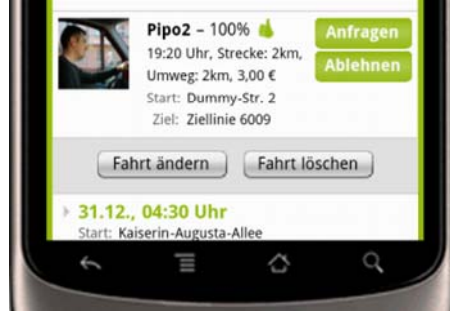 Pipo2 – 100%
Anfragen
19:20 Uhr, Strecke: 2km,
Umweg: 2km, 3,00 €
Ablehnen
Start: Dummy-Str. 2
Ziel: Ziellinie 6009
Fahrt ändern
Fahrt löschen
31.12., 04:30 Uhr
Start: Kaiserin-Augusta-Allee